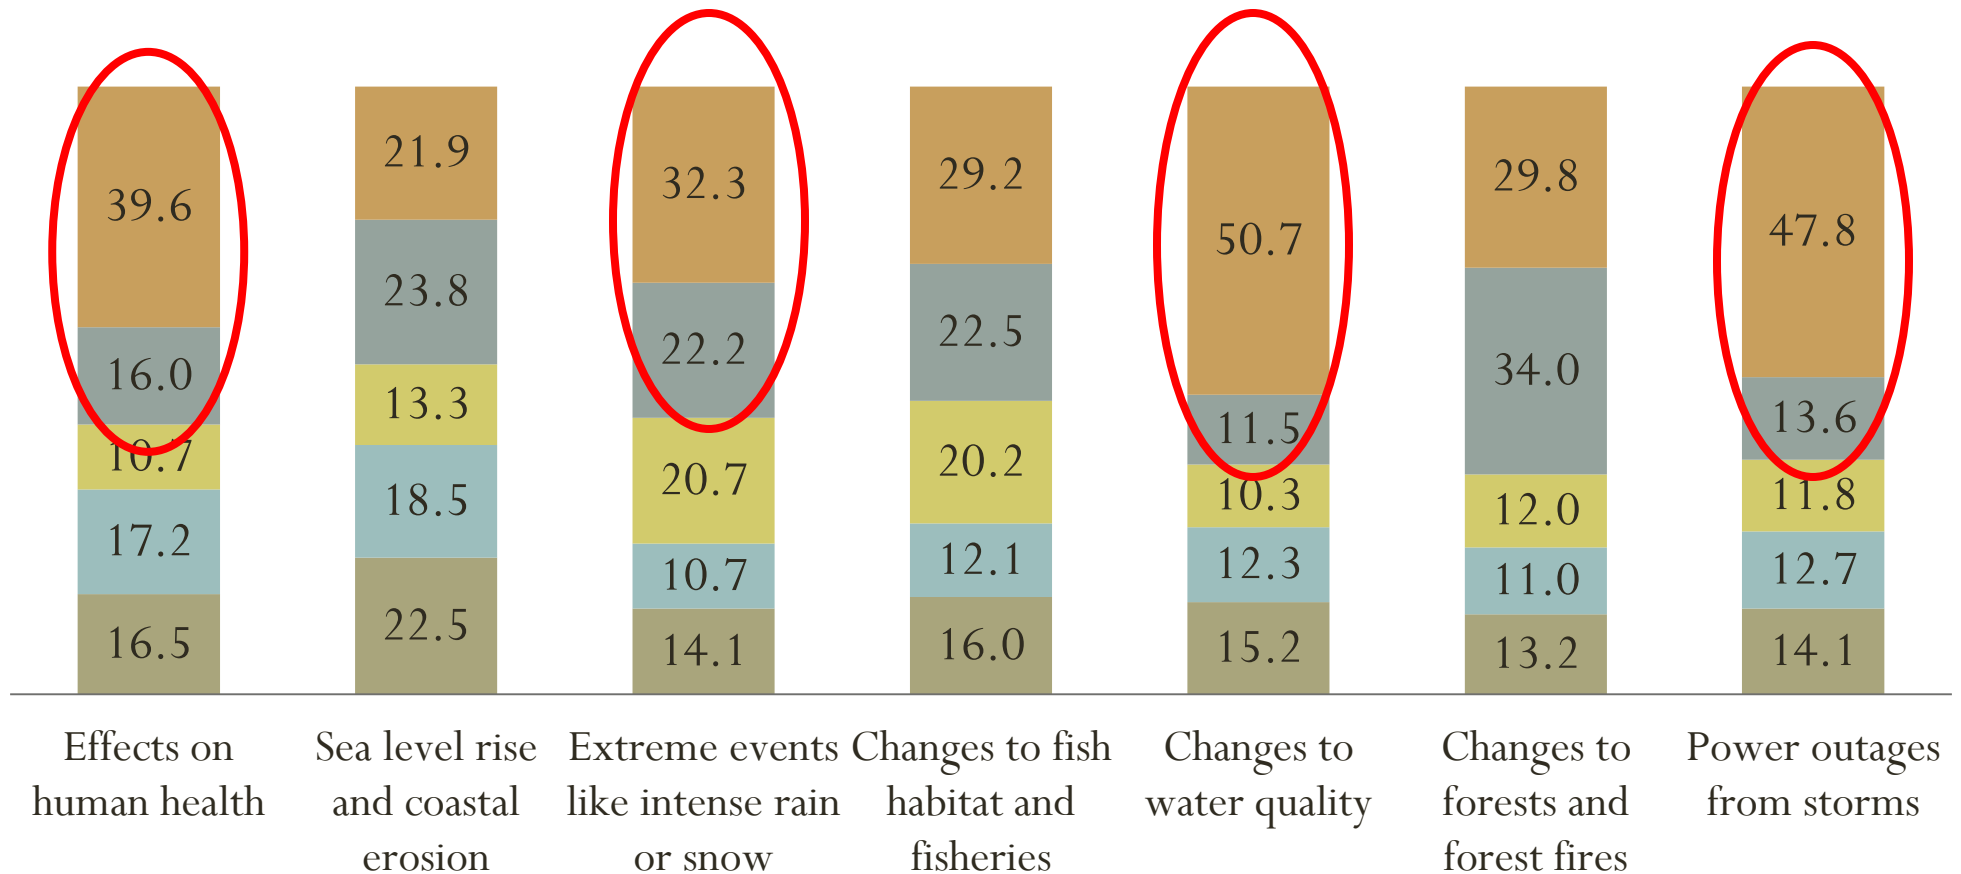 39.6
16.0
10.7
17.2
16.5
21.9
23.8
13.3
18.5
22.5
32.3
22.2
20.7
10.7
14.1
29.2
22.5
20.2
12.1
16.0
50.7
11.5
10.3
12.3
15.2
29.8
34.0
12.0
11.0
13.2
47.8
13.6
11.8
12.7
14.1
Effects on
human health
Sea level rise
and coastal
erosion
Extreme events
like intense rain
or snow
Changes to fish
habitat and
fisheries
Changes to
water quality
Changes to
forests and
forest fires
Power outages
from storms